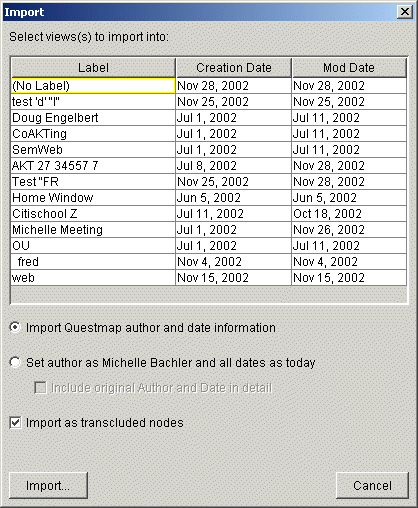 Import
Select views(s) to import into:
Label Creation Date Mod Date
(No Label) Nov 28, 2002 Nov 28, 2002
test 'd'"|" Nov 25, 2002 Nov 25, 2002
Doug Engelbert Jul 1, 2002 Jul 11, 2002
CoAKTing Jul 1, 2002 Jul 11, 2002
SemWeb Jul 1, 2002 Jul 11, 2002
AKT 27 34557 7 Jul 8, 2002 Nov 28, 2002
Test "FR Nov 25, 2002 Nov 28, 2002
Home Window Jun 5, 2002 Jun 5, 2002
Citischool Z Jul 11, 2002 Oct 18, 2002
Michelle Meeting Jul 1, 2002 Nov 26, 2002
OU Jul 1, 2002 Jul 11, 2002
fred Nov 4, 2002 Nov 4, 2002
web Nov 15, 2002 Nov 15, 2002
Import Questmap author and date information
Set author as Michelle Bachler and all dates as today
Include original Author and Date in detail
Import as transcluded nodes
Import... Cancel